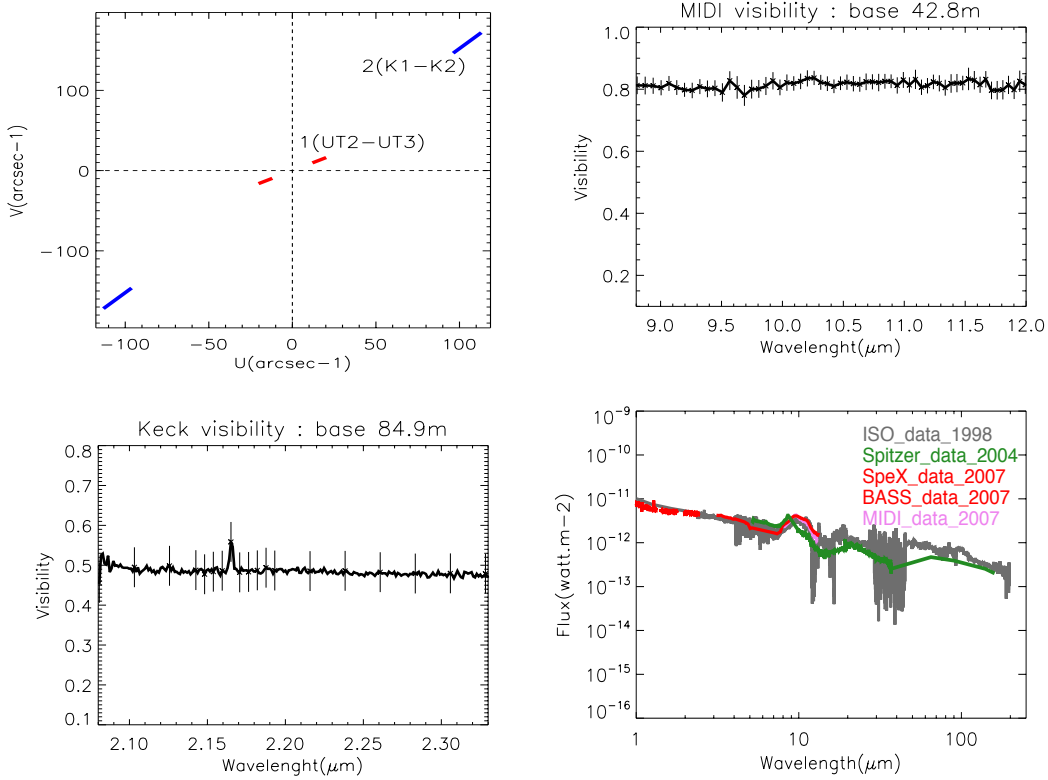 100
0
−100
−100
−50
0
50
100
U(arcsec−1)
V(arcsec−1)
2(K1−K2)
1(UT2−UT3)
MIDI visibility : base 42.8m
1.0
0.8
0.6
0.4
0.2
9.0
9.5
10.0
10.5
11.0
11.5
12.0
Wavelenght(μm)
Visibility
Keck visibility : base 84.9m
0.8
0.7
0.6
0.5
0.4
0.3
0.2
0.1
2.10
2.15
2.20
2.25
2.30
Wavelenght(μm)
Visibility
10−9
10−10
10−11
10−12
10−13
10−14
10−15
10−16
1
10
100
Wavelength(μm)
Flux(watt.m−2)
ISO_data_1998
Spitzer_data_2004
SpeX_data_2007
BASS_data_2007
MIDI_data_2007